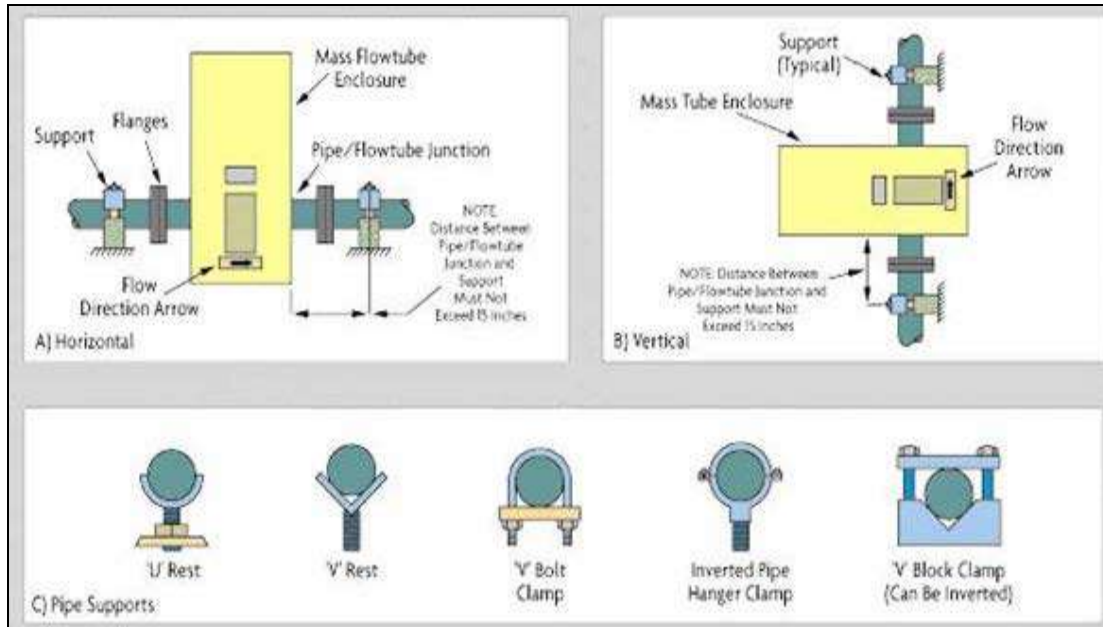 Mass Flowtube
Enclosure
Flanges
Support
Pipe/Flowtube Junction
NOTE
Distance Between
Pipe/Flowtube
Junction and
Support
Must Not
Exceed 15 Inches
Flow
Direction Arrow
A) Horizontal
Support
(Typical)
Mass Tube Enclosure
Flow
Direction
Arrow
NOTE: Distance Between
Pipe/Flowtube Junction and
Support Must Not
Exceed 15 Inches
B) Vertical
'U' Rest
'V' Rest
'V' Bolt
Clamp
Inverted Pipe
Hanger Clamp
'V' Block Clamp
(Can Be Inverted)
C) Pipe Supports